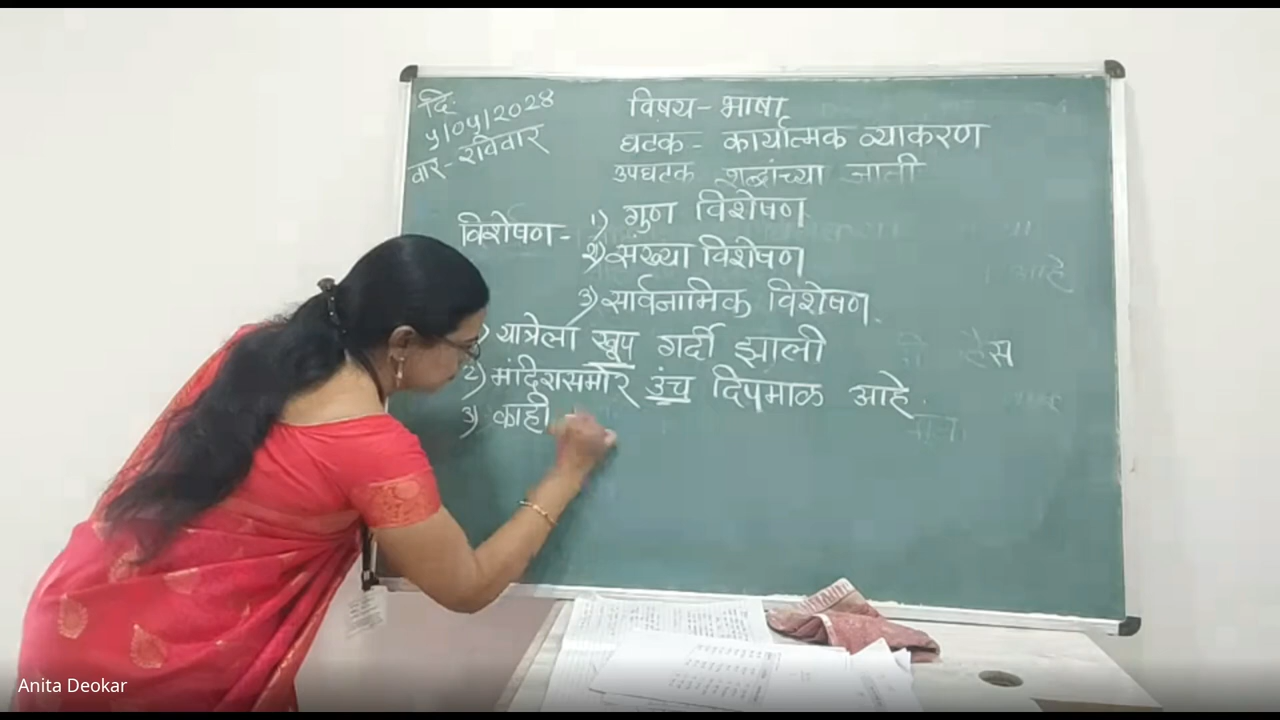 दि:
५/०५/२०२४
वार - रविवार
विषय - भाषा
घटक - कार्यात्मक व्याकरण
उपघटक शब्दांच्या जाती
विशेषण - १) गुण विशेषण
२) संख्या विशेषण
३) सार्वनामिक विशेषण.
यात्रेला खूप गर्दी झाली
२) मंदिरासमोर उंच दिपमाळ आहे.
३) काही
Anita Deokar